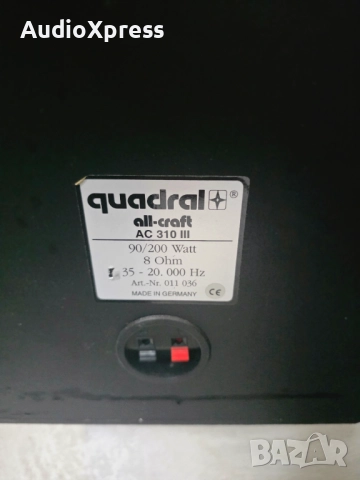 AudioXpress
quadral ®
all-craft
AC 310 III
90/200 Watt
8 Ohm
35 - 20. 000 Hz
Art.-Nr. 011 036
MADE IN GERMANY
CE
BAZAR